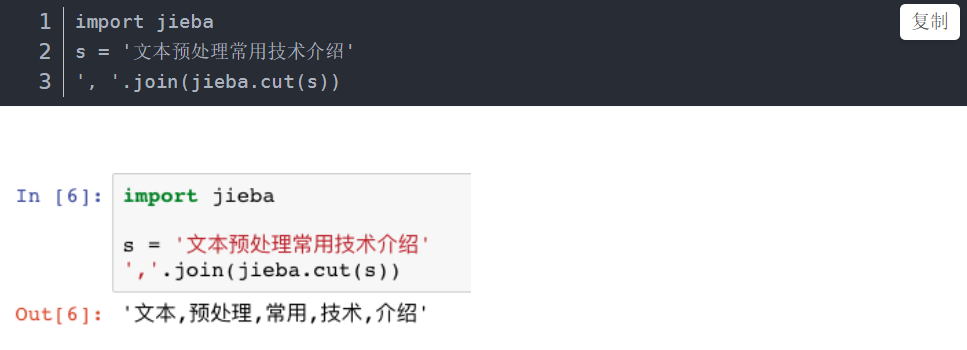 复制
1 import jieba
2 s = '文本预处理常用技术介绍'
3 ', '.join(jieba.cut(s))
In [6]: import jieba
s = '文本预处理常用技术介绍'
','.join(jieba.cut(s))
Out[6]: '文本,预处理,常用,技术,介绍'